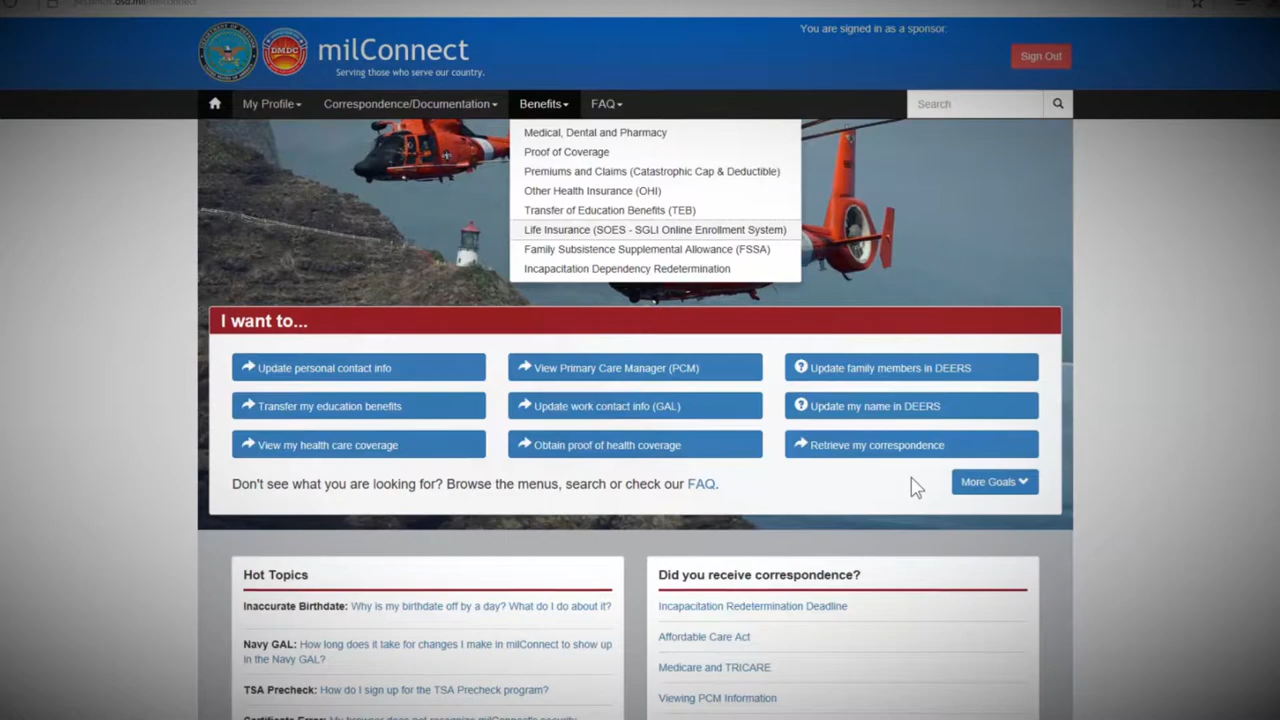 You are signed in as a sponsor:
milConnect
Serving those who serve our country.
DMDC
Sign Out
My Profile Correspondence/Documentation Benefits FAQ Search
Medical, Dental and Pharmacy
Proof of Coverage
Premiums and Claims (Catastrophic Cap & Deductible)
Other Health Insurance (OHI)
Transfer of Education Benefits (TEB)
Life Insurance (SOES - SGLI Online Enrollment System)
Family Subsistence Supplemental Allowance (FSSA)
Incapacitation Dependency Redetermination
I want to...
Update personal contact info
View Primary Care Manager (PCM)
Update family members in DEERS
Transfer my education benefits
Update work contact info (GAL)
Update my name in DEERS
View my health care coverage
Obtain proof of health coverage
Retrieve my correspondence
Don't see what you are looking for? Browse the menus, search or check our FAQ.
More Goals
Hot Topics
Inaccurate Birthdate: Why is my birthdate off by a day? What do I do about it?
Navy GAL: How long does it take for changes I make in milConnect to show up
in the Navy GAL?
TSA Precheck: How do I sign up for the TSA Precheck program?
Did you receive correspondence?
Incapacitation Redetermination Deadline
Affordable Care Act
Medicare and TRICARE
Viewing PCM Information